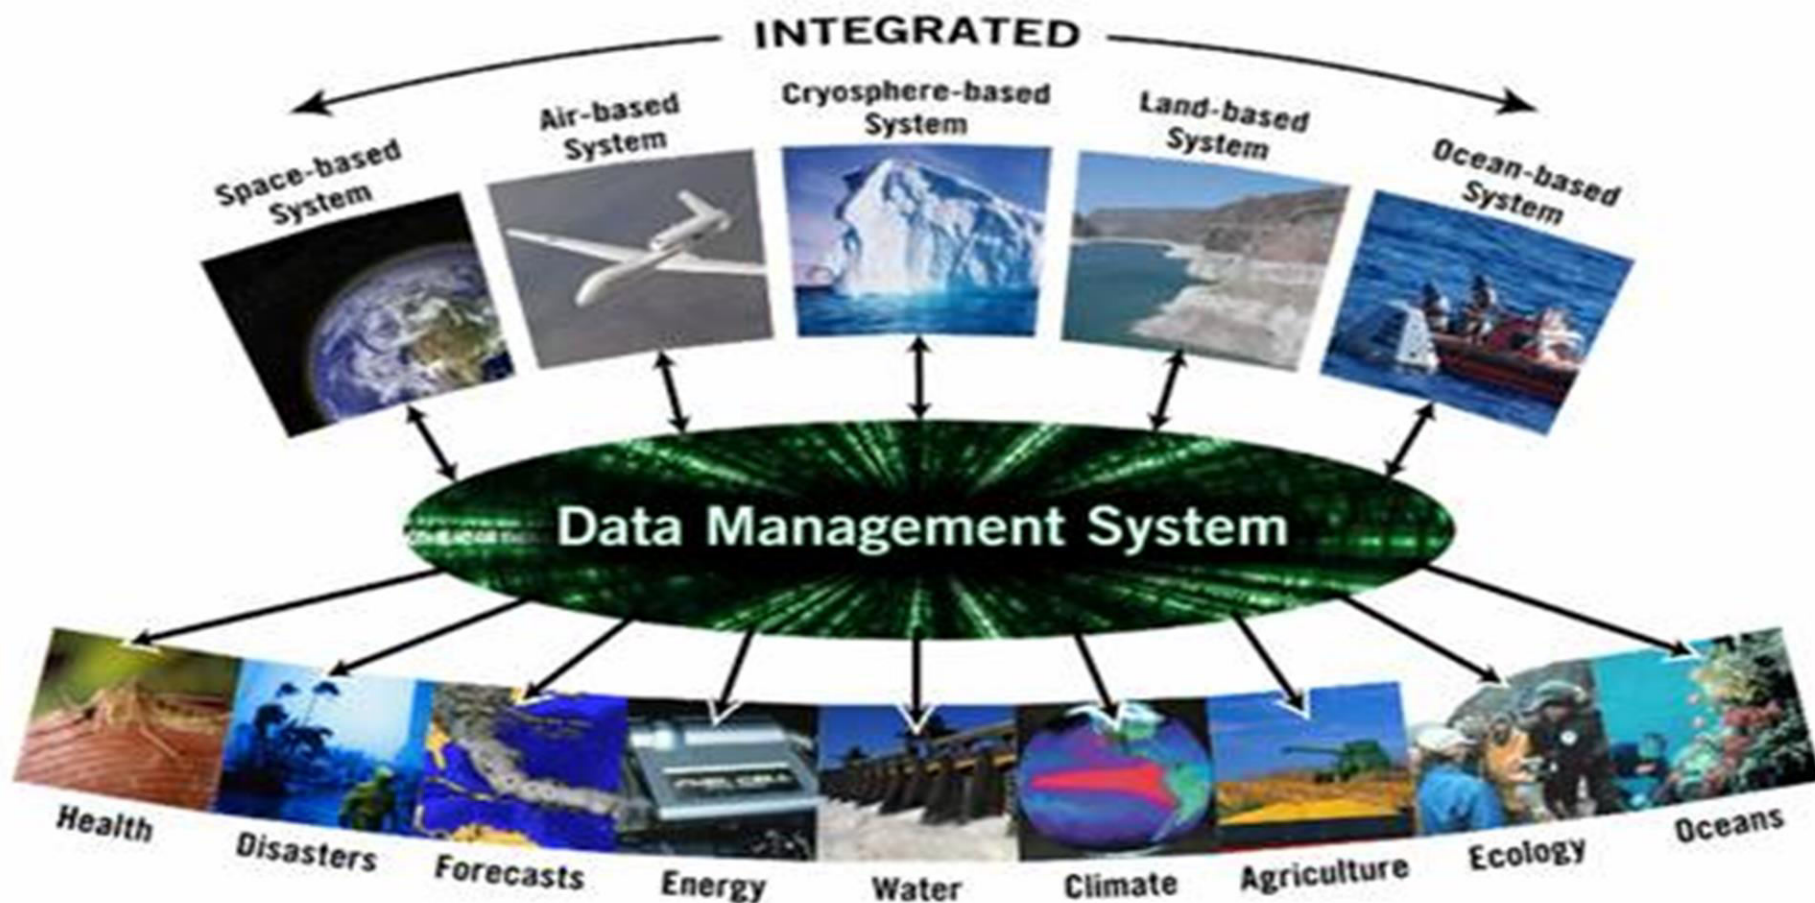 INTEGRATED
Space-based
System
Air-based
System
Cryosphere-based
System
Land-based
System
Ocean-based
System
Data Management System
Health
Disasters
Forecasts
Energy
Water
Climate
Agriculture
Ecology
Oceans